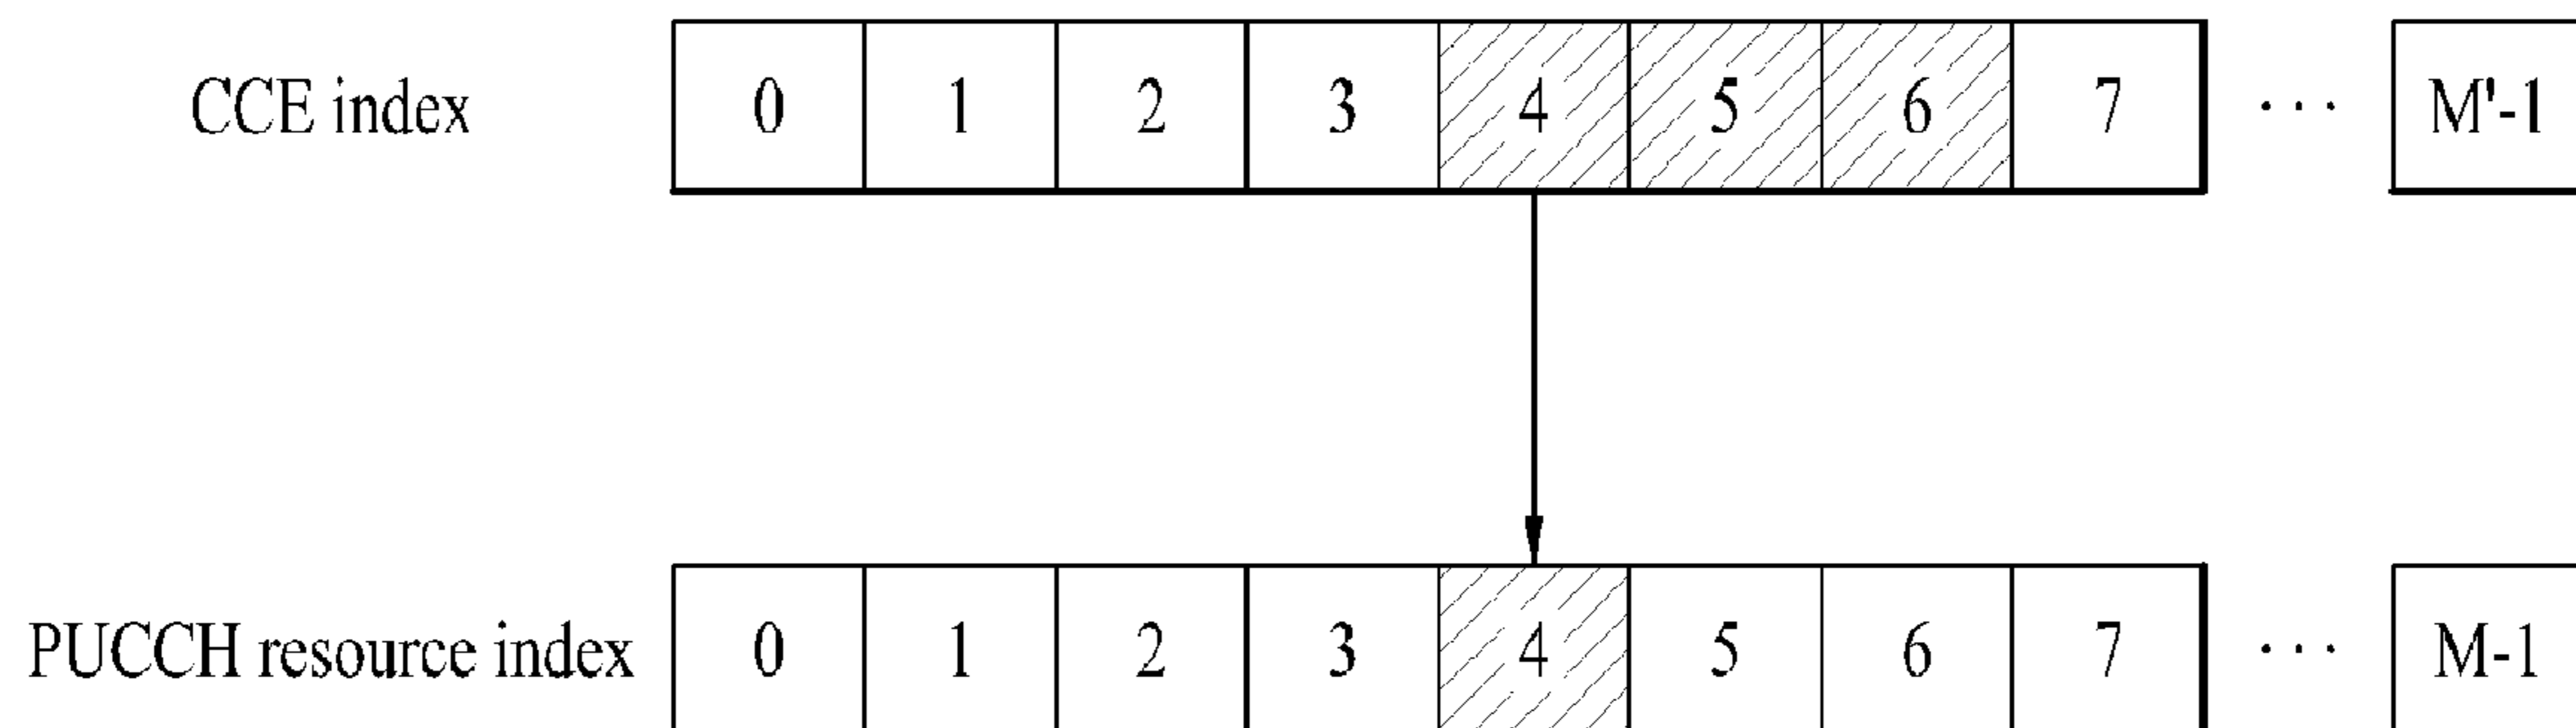 CCE index 0 1 2 3 4 5 6 7 ... M'-1
PUCCH resource index 0 1 2 3 4 5 6 7 ... M-1